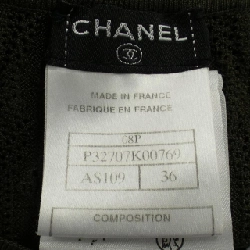 CHANEL
MADE IN FRANCE
FABRIQUE EN FRANCE
08P
P32707K00769
AS109 36
COMPOSITION